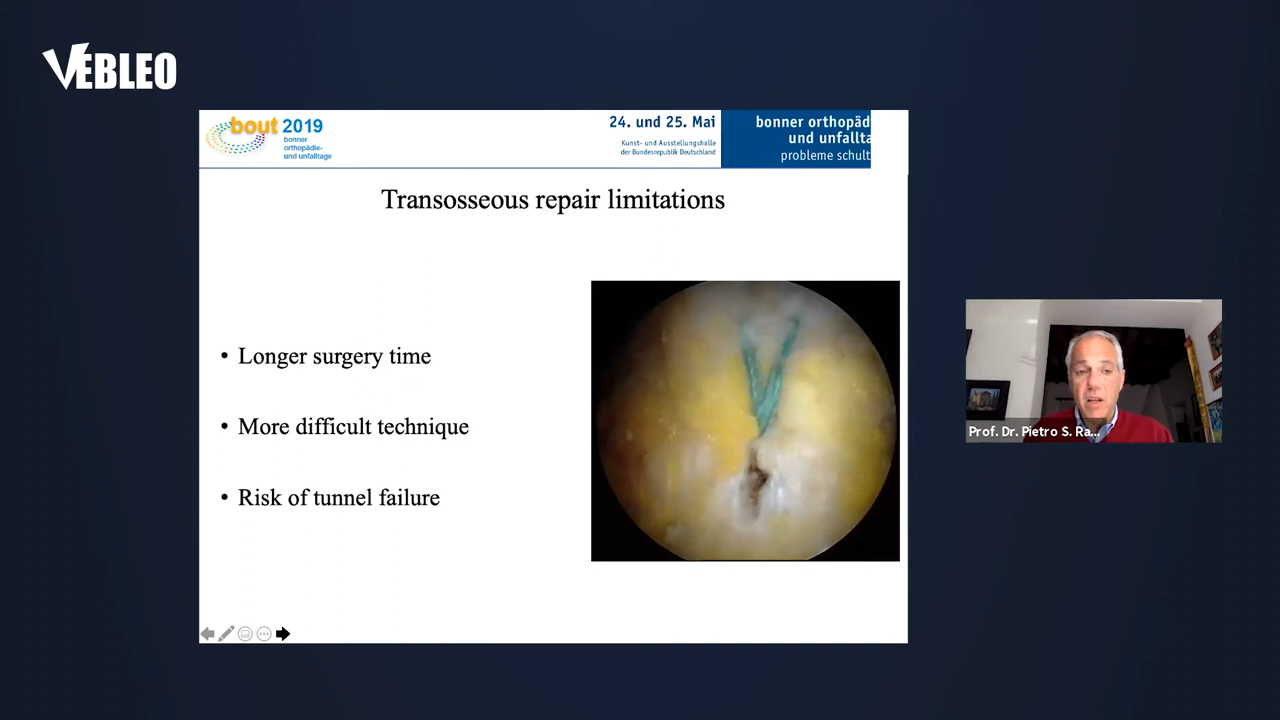 VEBLEO
bout 2019
bonner
orthopädie-
und unfalltage
24. und 25. Mai
Kunst- und Ausstellungshalle
der Bundesrepublik Deutschland
bonner orthopäd
und unfallta
probleme schult
Transosseous repair limitations
• Longer surgery time
• More difficult technique
• Risk of tunnel failure
Prof. Dr. Pietro S. Ra...